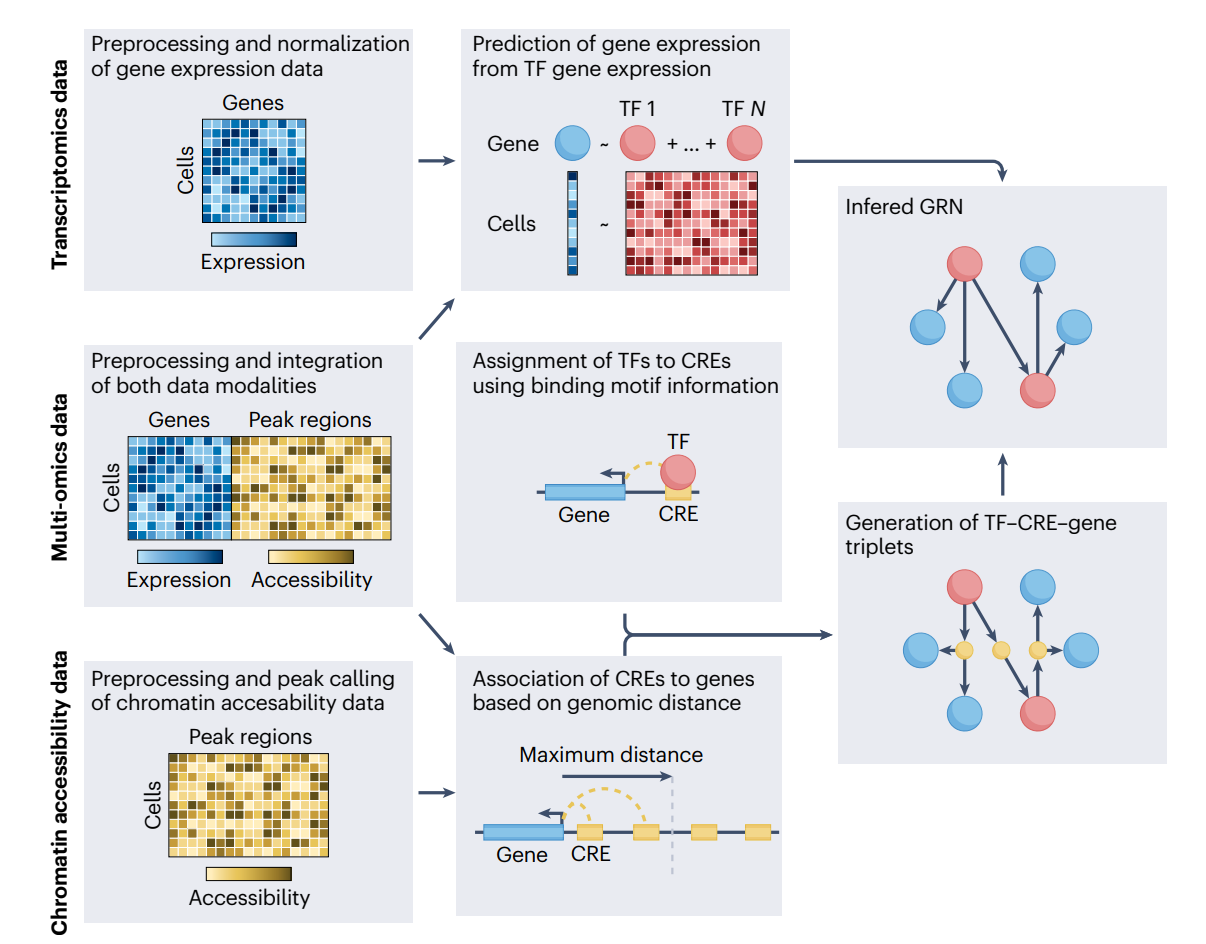 Transcriptomics data
Preprocessing and normalization
of gene expression data
Genes
Cells
Expression
Prediction of gene expression
from TF gene expression
TF 1
TF N
Gene
~
+ ... +
Cells
~
Infered GRN
Multi-omics data
Preprocessing and integration
of both data modalities
Genes
Peak regions
Cells
Expression
Accessibility
Assignment of TFs to CREs
using binding motif information
TF
Gene
CRE
Generation of TF–CRE–gene
triplets
Chromatin accessibility data
Preprocessing and peak calling
of chromatin accesability data
Peak regions
Cells
Accessibility
Association of CREs to genes
based on genomic distance
Maximum distance
Gene
CRE